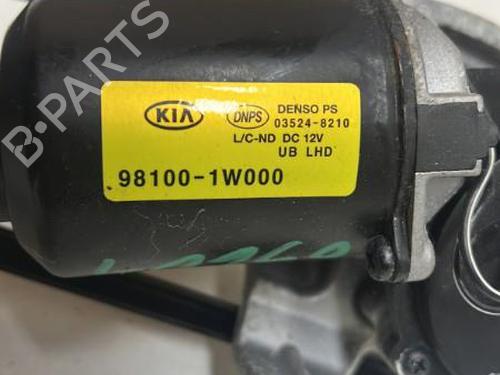 KIA DNPS DENSO PS
03524-8210
L/C-ND DC 12V
UB LHD
98100-1W000
B-PARTS